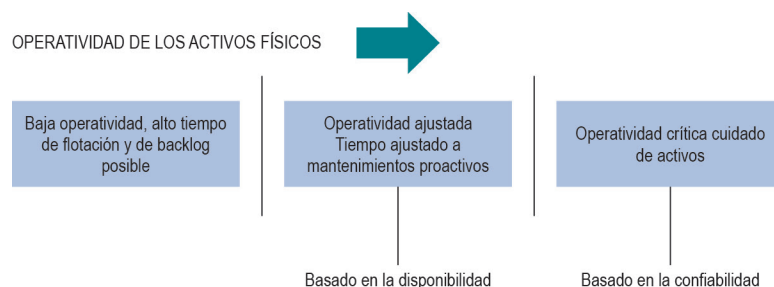 OPERATIVIDAD DE LOS ACTIVOS FÍSICOS
Baja operatividad, alto tiempo
de flotación y de backlog
posible
Operatividad ajustada
Tiempo ajustado a
mantenimientos proactivos
Operatividad crítica cuidado
de activos
Basado en la disponibilidad
Basado en la confiabilidad